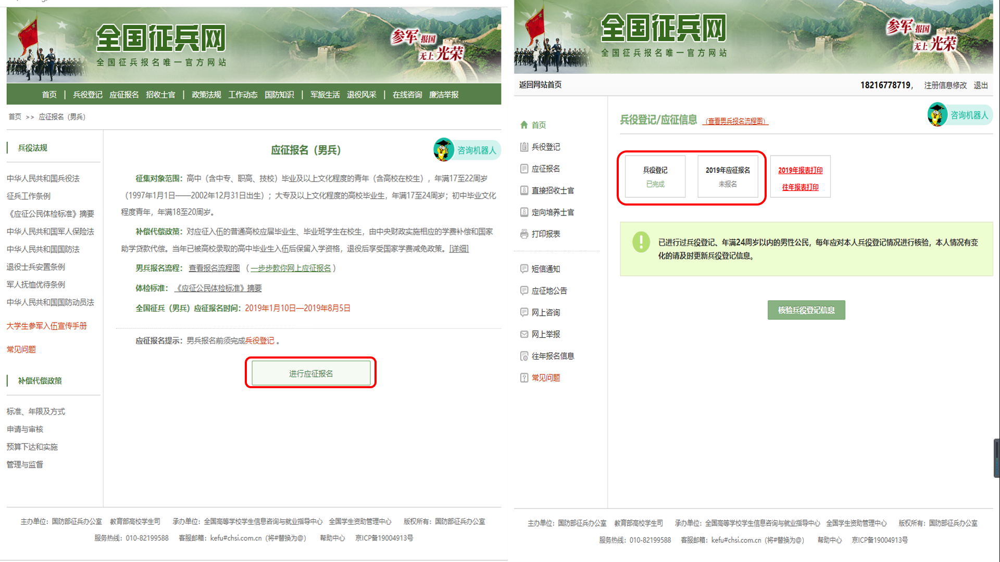 全国征兵网
全国征兵报名唯一官方网站
参军报国
无上光荣
首页 | 兵役登记 应征报名 招收士官 | 政策法规 工作动态 国防知识 | 军旅生活 退役风采 | 在线咨询 廉洁举报
首页 >> 应征报名（男兵）
兵役法规
中华人民共和国兵役法
征兵工作条例
《应征公民体检标准》摘要
中华人民共和国军人保险法
中华人民共和国国防法
退役士兵安置条例
军人抚恤优待条例
中华人民共和国国防动员法
大学生参军入伍宣传手册
常见问题
补偿代偿政策
标准、年限及方式
申请与审核
预算下达和实施
管理与监督
应征报名（男兵）
咨询机器人
征集对象范围：高中（含中专、职高、技校）毕业及以上文化程度的青年（含高校在校生），年满17至22周岁
（1997年1月1日——2002年12月31日出生）；大专及以上文化程度的高校毕业生，年满17至24周岁；初中毕业文化
程度青年，年满18至20周岁。
补偿代偿政策：对应征入伍的普通高校应届毕业生、毕业班学生在校生，由中央财政实施相应的学费补偿和国家
助学贷款代偿。当年已被高校录取的高中毕业生入伍后保留入学资格，退役后享受国家学费减免政策。[详细]
男兵报名流程： 查看报名流程图 （ 一步步教你网上应征报名 ）
体检标准： 《应征公民体检标准》摘要
全国征兵（男兵）应征报名时间：2019年1月10日—2019年8月5日
应征报名提示：男兵报名前须完成兵役登记 。
进行应征报名
主办单位：国防部征兵办公室 教育部高校学生司 承办单位：全国高等学校学生信息咨询与就业指导中心 全国学生资助管理中心 版权所有：国防部征兵办公室
服务热线：010-82199588 客服邮箱：kefu#chsi.com.cn（将#替换为@） 帮助中心 京ICP备19004913号
全国征兵网
全国征兵报名唯一官方网站
参军报国
无上光荣
返回网站首页 18216778719， 注册信息修改 退出
首页
兵役登记
应征报名
直接招收士官
定向培养士官
打印报表
短信通知
应征地公告
网上咨询
网上举报
往年报名信息
常见问题
兵役登记/应征信息 （查看男兵报名流程图）
咨询机器人
兵役登记
已完成
2019年应征报名
未报名
2019年报表打印
往年报表打印
已进行过兵役登记、年满24周岁以内的男性公民，每年应对本人兵役登记情况进行核验，本人情况有变
化的请及时更新兵役登记信息。
核验兵役登记信息
主办单位：国防部征兵办公室 教育部高校学生司 承办单位：全国高等学校学生信息咨询与就业指导中心 全国学生资助管理中心 版权所有：国防部征兵办公室
服务热线：010-82199588 客服邮箱：kefu#chsi.com.cn（将#替换为@） 帮助中心 京ICP备19004913号